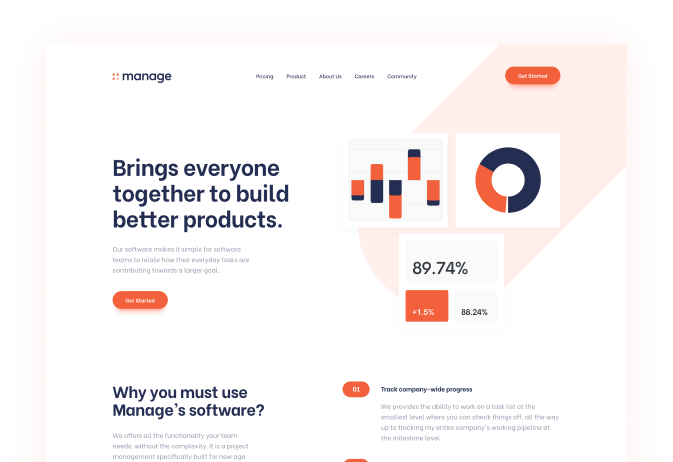 manage
Pricing Product About Us Careers Community
Get Started
Brings everyone
together to build
better products.
Our software makes it simple for software
teams to relate how their everyday tasks are
contributing towards a larger goal.
Get Started
89.74%
+1.5% 88.24%
Why you must use
Manage's software?
We offers all the functionality your team
needs, without the complexity. It is a project
management specifically built for new age
01 Track company-wide progress
We provides the ability to work on a task list at the
smallest level where you can check things off, all the way
up to tracking my entire company's working pipeline at
the milestone level.